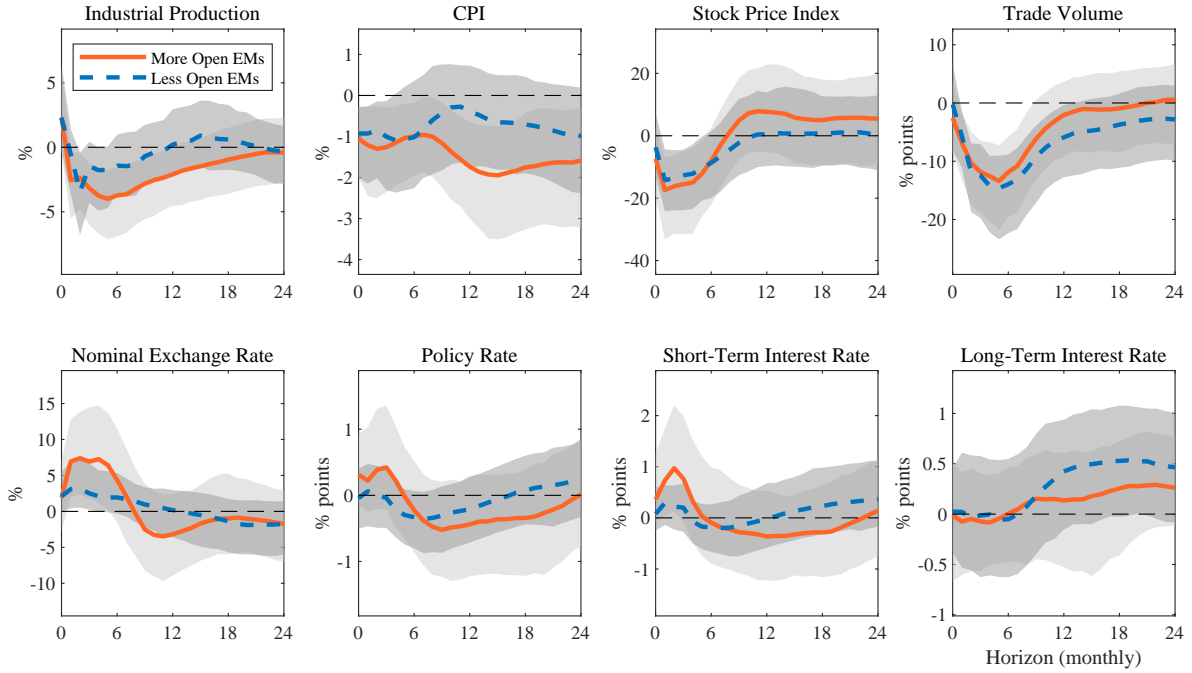 Industrial Production
CPI
Stock Price Index
Trade Volume
More Open EMs
Less Open EMs
%
5
0
-5
0 6 12 18 24
%
1
0
-1
-2
-3
-4
0 6 12 18 24
%
20
0
-20
-40
0 6 12 18 24
% points
10
0
-10
-20
0 6 12 18 24
Nominal Exchange Rate
Policy Rate
Short-Term Interest Rate
Long-Term Interest Rate
%
15
10
5
0
-5
-10
0 6 12 18 24
% points
1
0
-1
0 6 12 18 24
% points
2
1
0
-1
0 6 12 18 24
% points
1
0.5
0
-0.5
-1
0 6 12 18 24
Horizon (monthly)